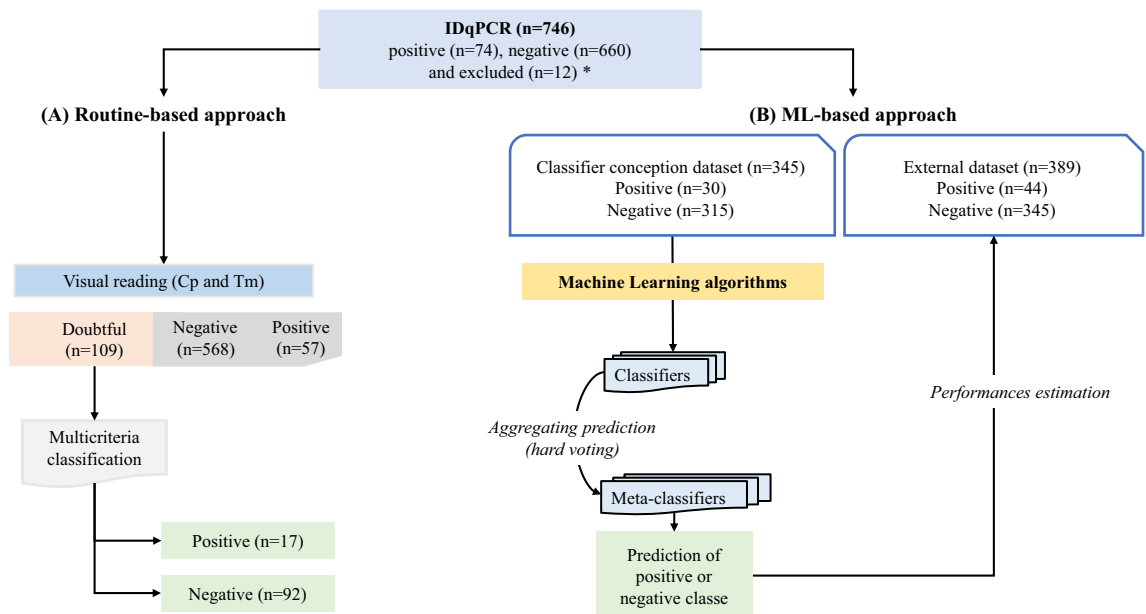 IDqPCR (n=746)
positive (n=74), negative (n=660)
and excluded (n=12) *
(A) Routine-based approach
Visual reading (Cp and Tm)
Doubtful
(n=109)
Negative
(n=568)
Positive
(n=57)
Multicriteria
classification
Positive (n=17)
Negative (n=92)
(B) ML-based approach
Classifier conception dataset (n=345)
Positive (n=30)
Negative (n=315)
External dataset (n=389)
Positive (n=44)
Negative (n=345)
Machine Learning algorithms
Classifiers
Aggregating prediction
(hard voting)
Meta-classifiers
Prediction of
positive or
negative classe
Performances estimation